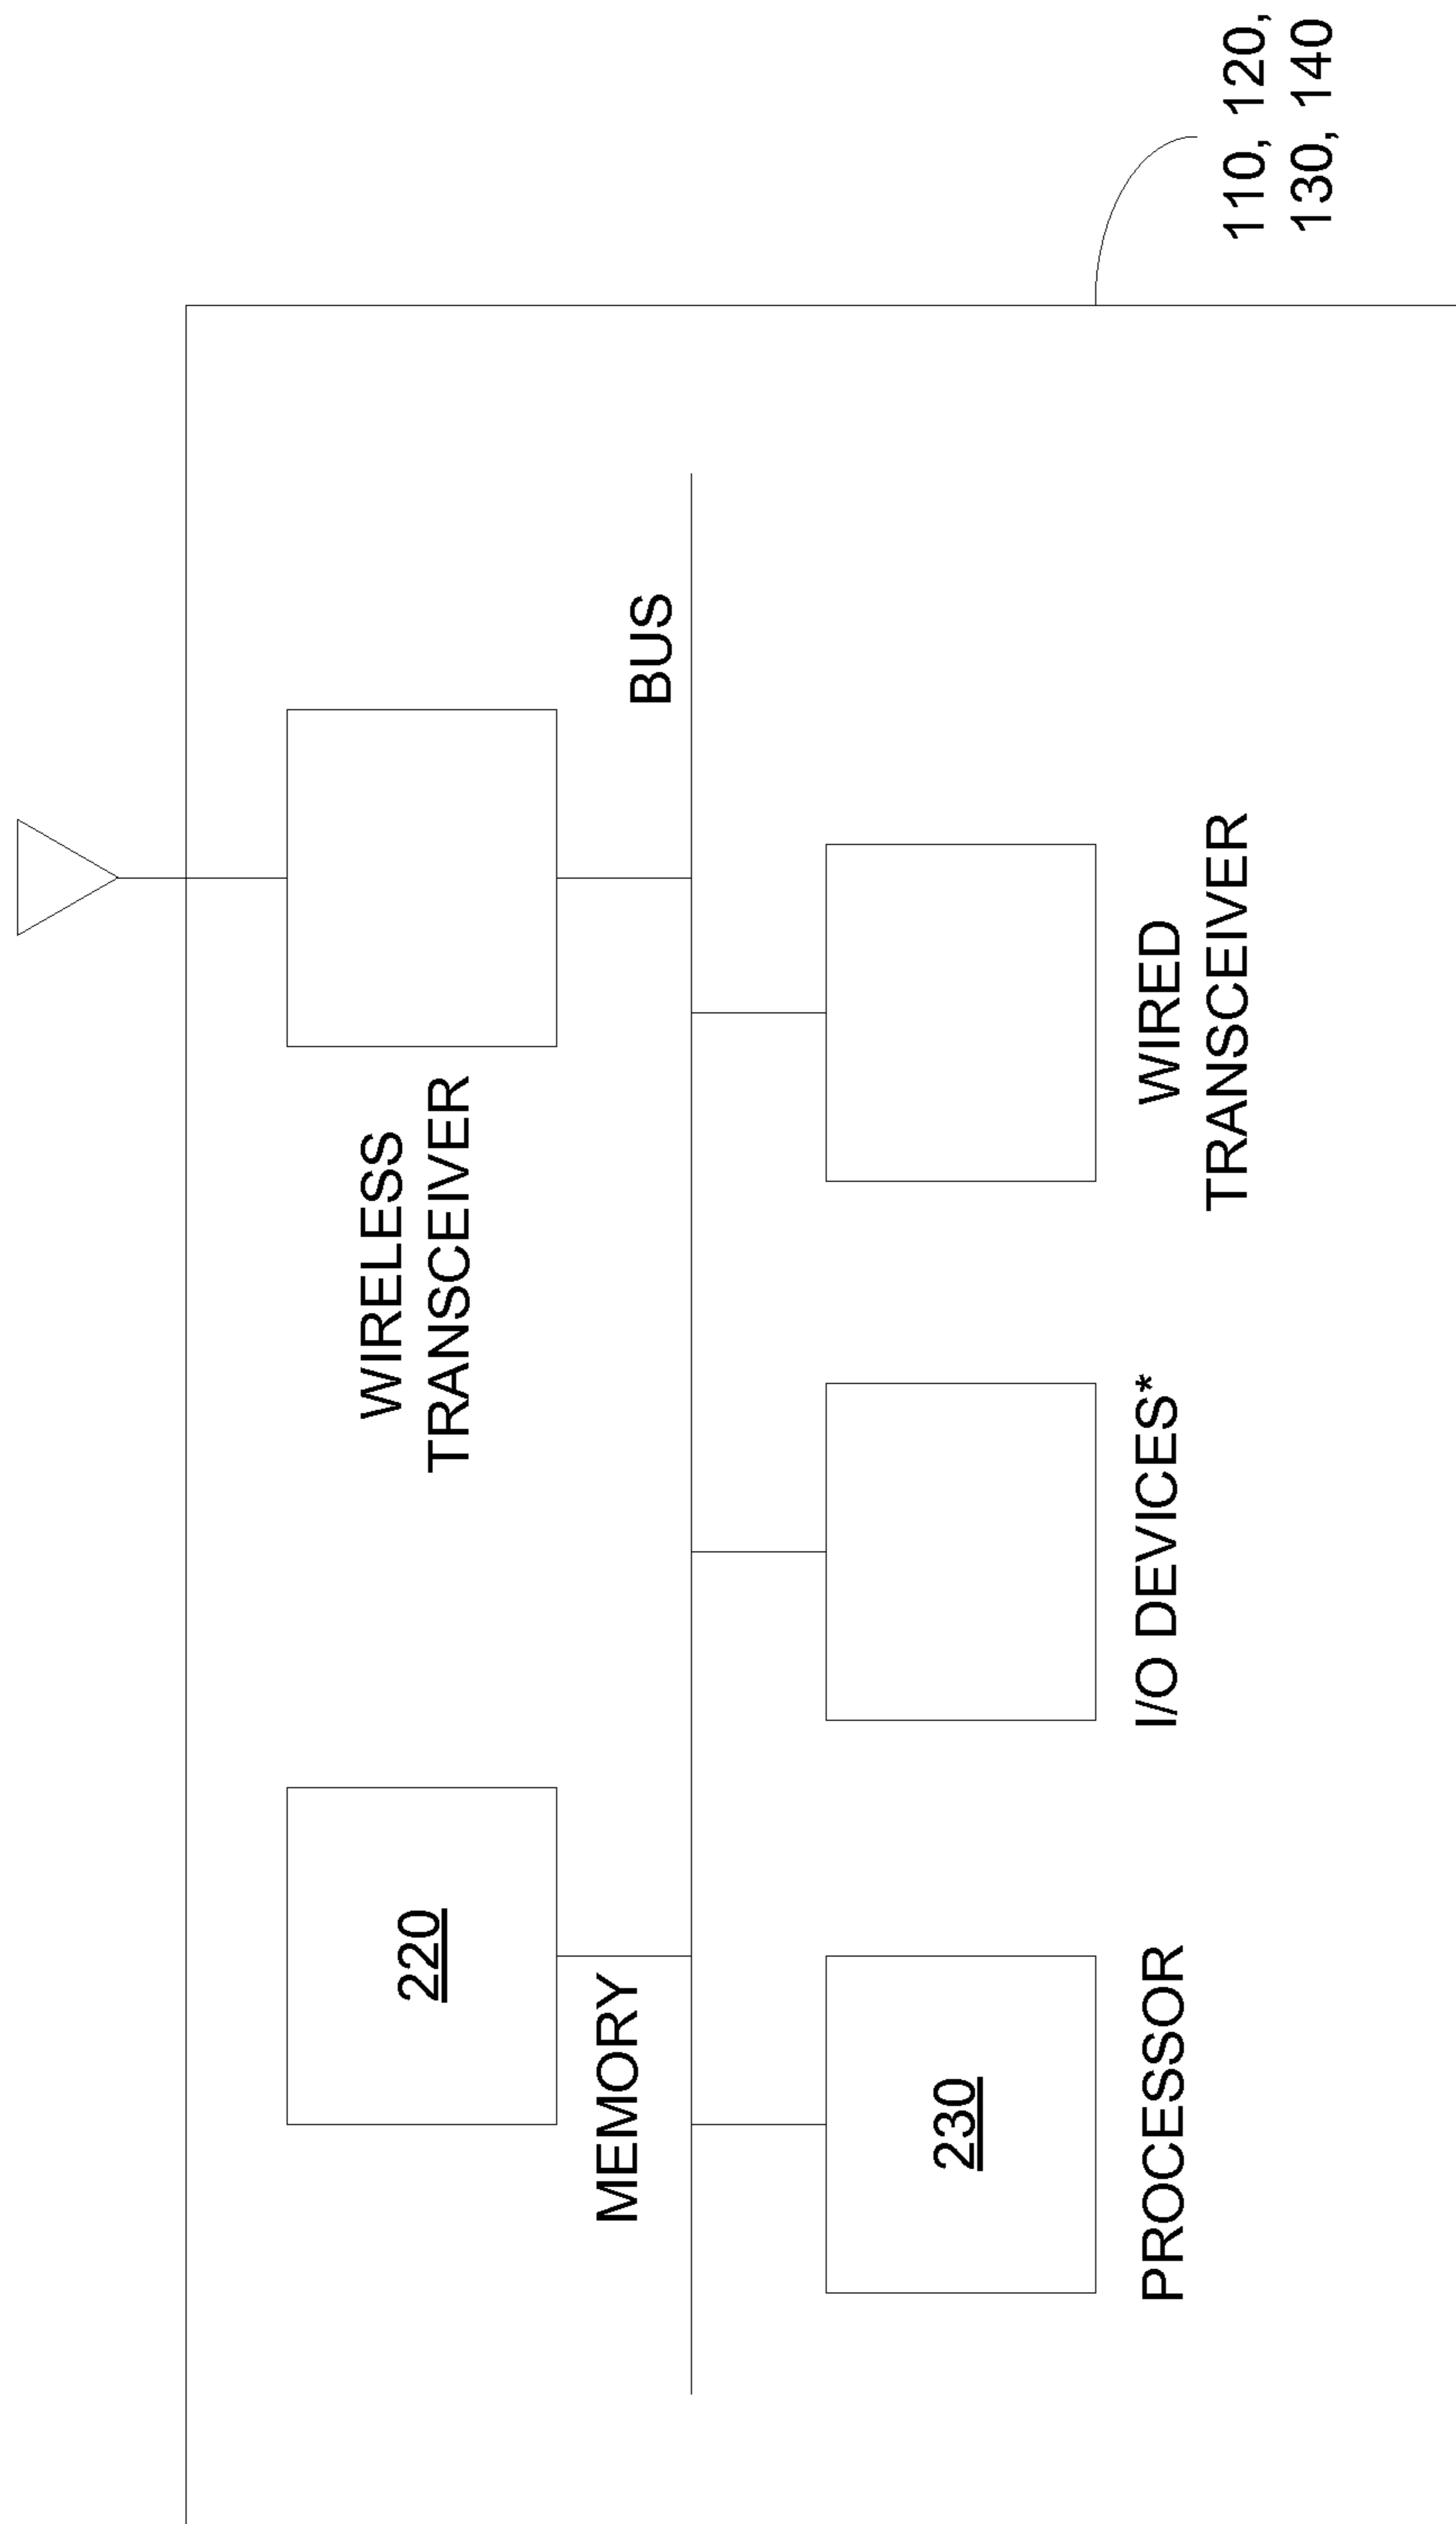 WIRELESS
TRANSCEIVER
220
MEMORY
BUS
230
PROCESSOR
I/O DEVICES*
WIRED
TRANSCEIVER
110, 120,
130, 140